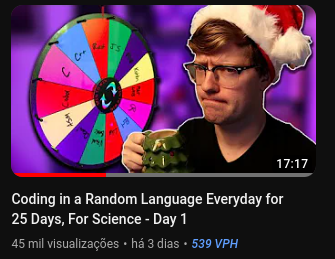 17:17
Coding in a Random Language Everyday for
25 Days, For Science - Day 1
45 mil visualizações • há 3 dias • 539 VPH